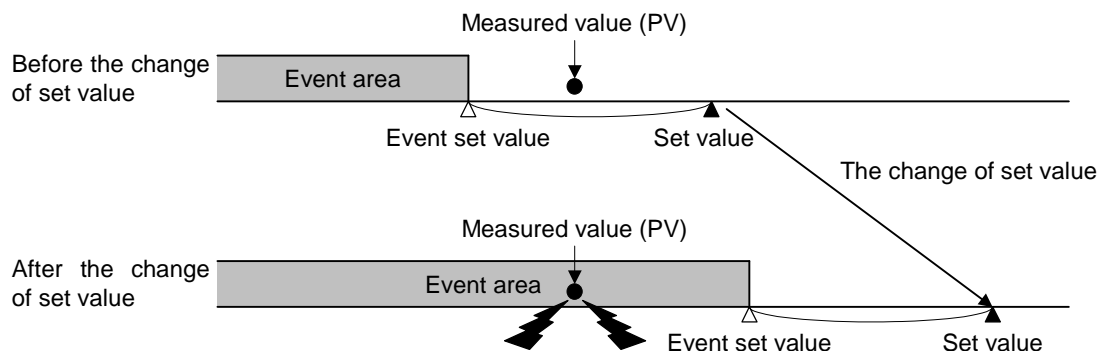 Measured value (PV)
Before the change
of set value
Event area
Event set value
Set value
The change of set value
Measured value (PV)
After the change
of set value
Event area
Event set value
Set value